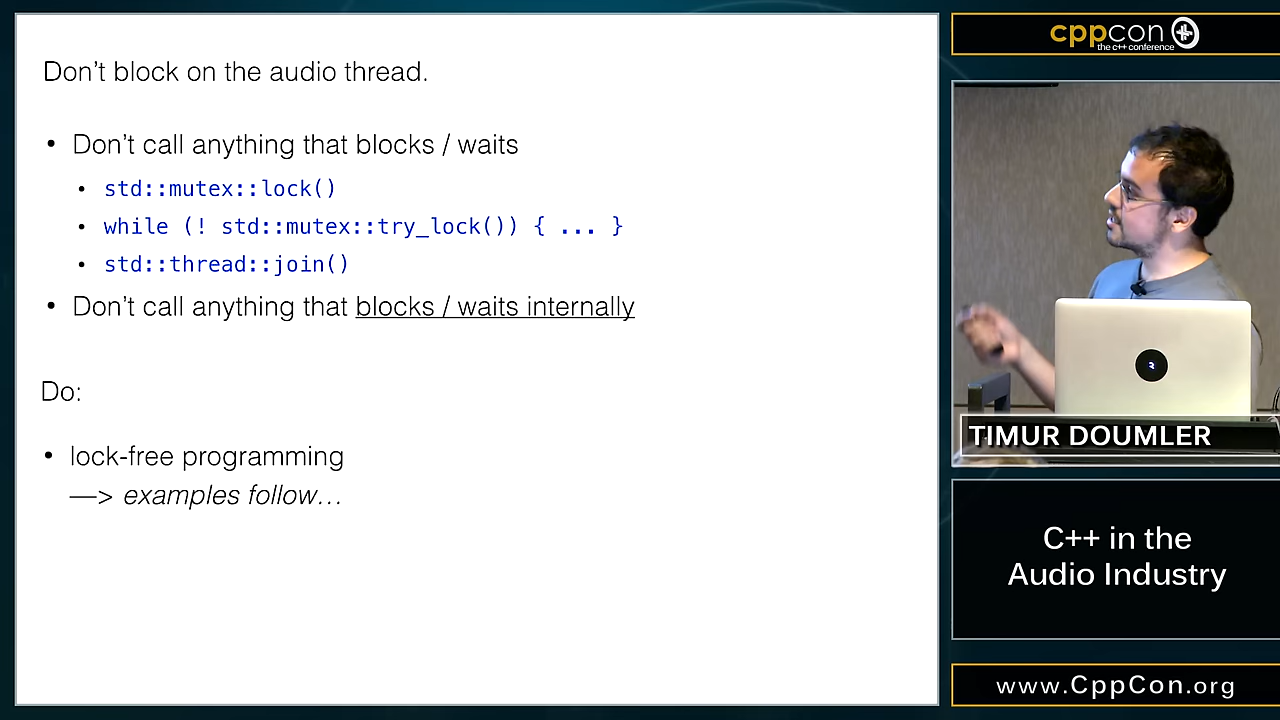 Don't block on the audio thread.
• Don't call anything that blocks / waits
• std::mutex::lock()
• while (! std::mutex::try_lock()) { ... }
• std::thread::join()
• Don't call anything that blocks / waits internally
Do:
• lock-free programming
—> examples follow…
cppcon
the c++ conference
TIMUR DOUMLER
C++ in the
Audio Industry
www.CppCon.org